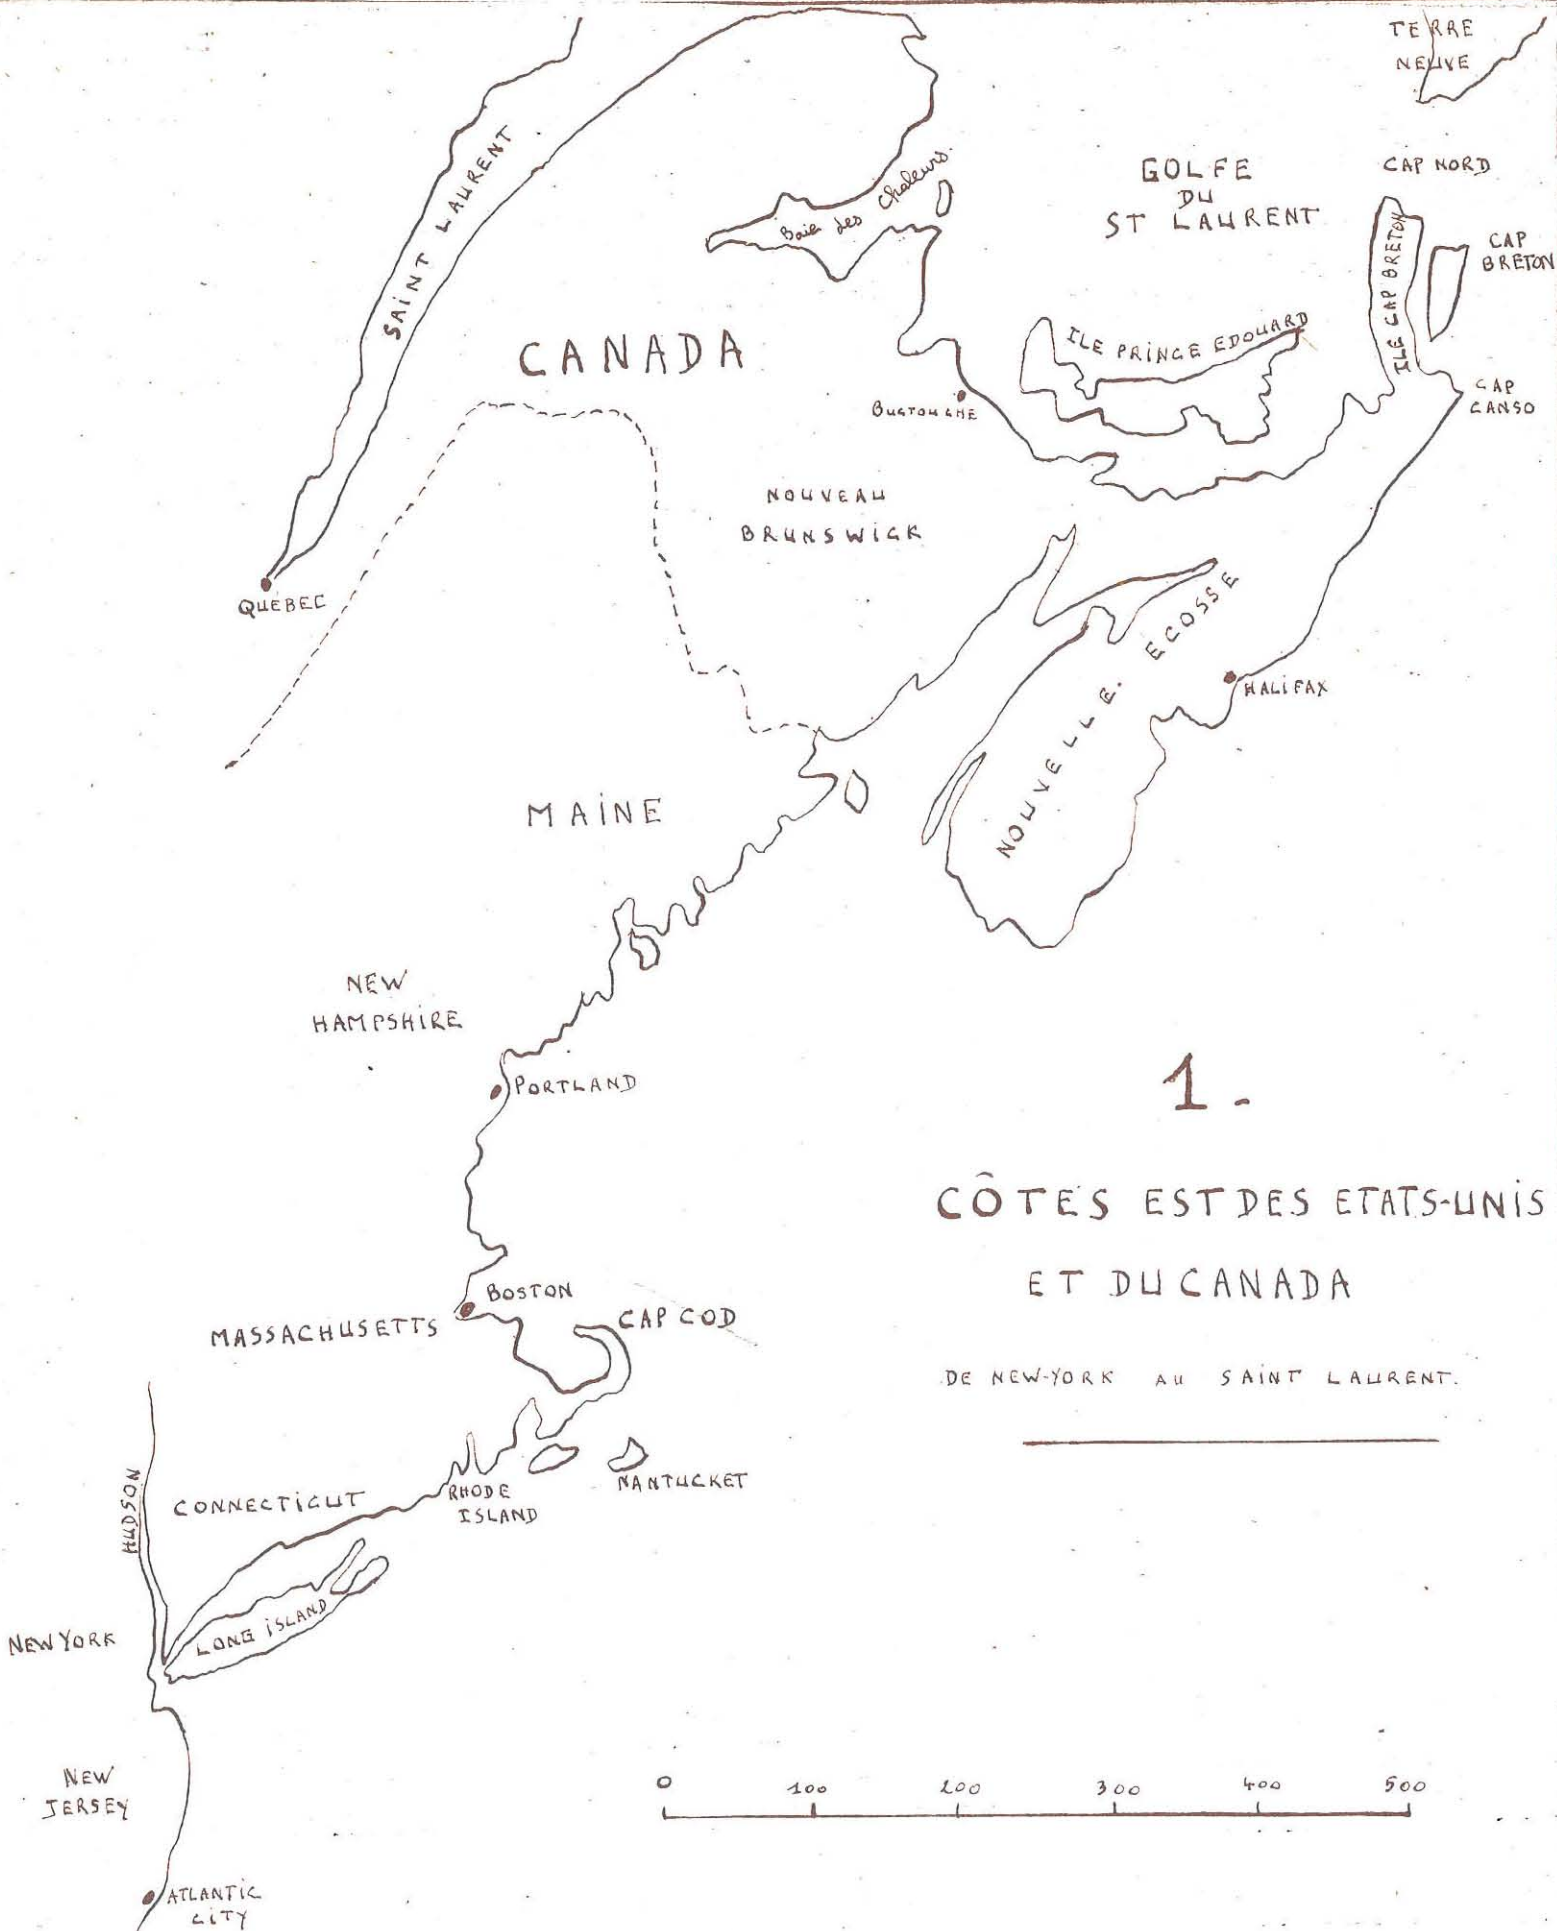 TERRE
NEUVE
SAINT LAURENT
Baie des Chaleurs.
GOLFE
DU
ST LAURENT
CAP NORD
ILE CAP BRETON
CAP
BRETON
CANADA
ILE PRINCE EDOUARD
BUCTOUCHE
CAP
CANSO
NOUVEAU
BRUNSWICK
QUÉBEC
NOUVELLE. ECOSSE
HALIFAX
MAINE
NEW
HAMPSHIRE
PORTLAND
1.-
CÔTES EST DES ETATS-UNIS
ET DU CANADA
DE NEW-YORK AU SAINT LAURENT.
BOSTON
MASSACHUSETTS
CAP COD
HUDSON
CONNECTICUT
RHODE
ISLAND
NANTUCKET
LONG ISLAND
NEW YORK
NEW
JERSEY
0 100 200 300 400 500
ATLANTIC
CITY